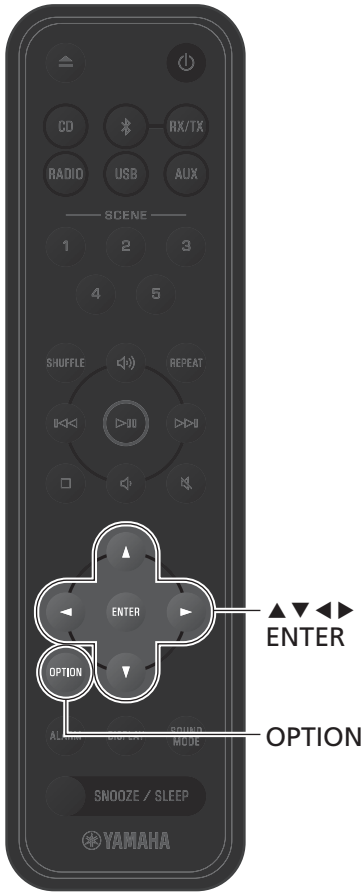 CD
RX/TX
RADIO USB AUX
SCENE
1 2 3
4 5
SHUFFLE REPEAT
ENTER
▲▼◀▶
ENTER
OPTION
OPTION
ALARM DISPLAY SOUND
MODE
SNOOZE / SLEEP
YAMAHA